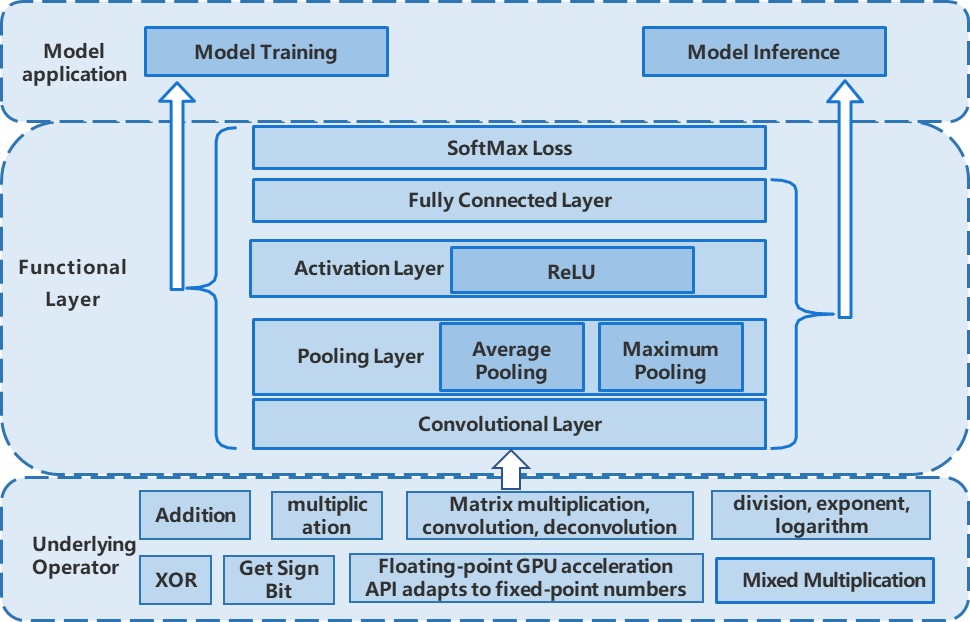 Model
application
Model Training
Model Inference
Functional
Layer
SoftMax Loss
Fully Connected Layer
Activation Layer
ReLU
Pooling Layer
Average
Pooling
Maximum
Pooling
Convolutional Layer
Underlying
Operator
Addition
multiplic
ation
Matrix multiplication,
convolution, deconvolution
division, exponent,
logarithm
XOR
Get Sign
Bit
Floating-point GPU acceleration
API adapts to fixed-point numbers
Mixed Multiplication